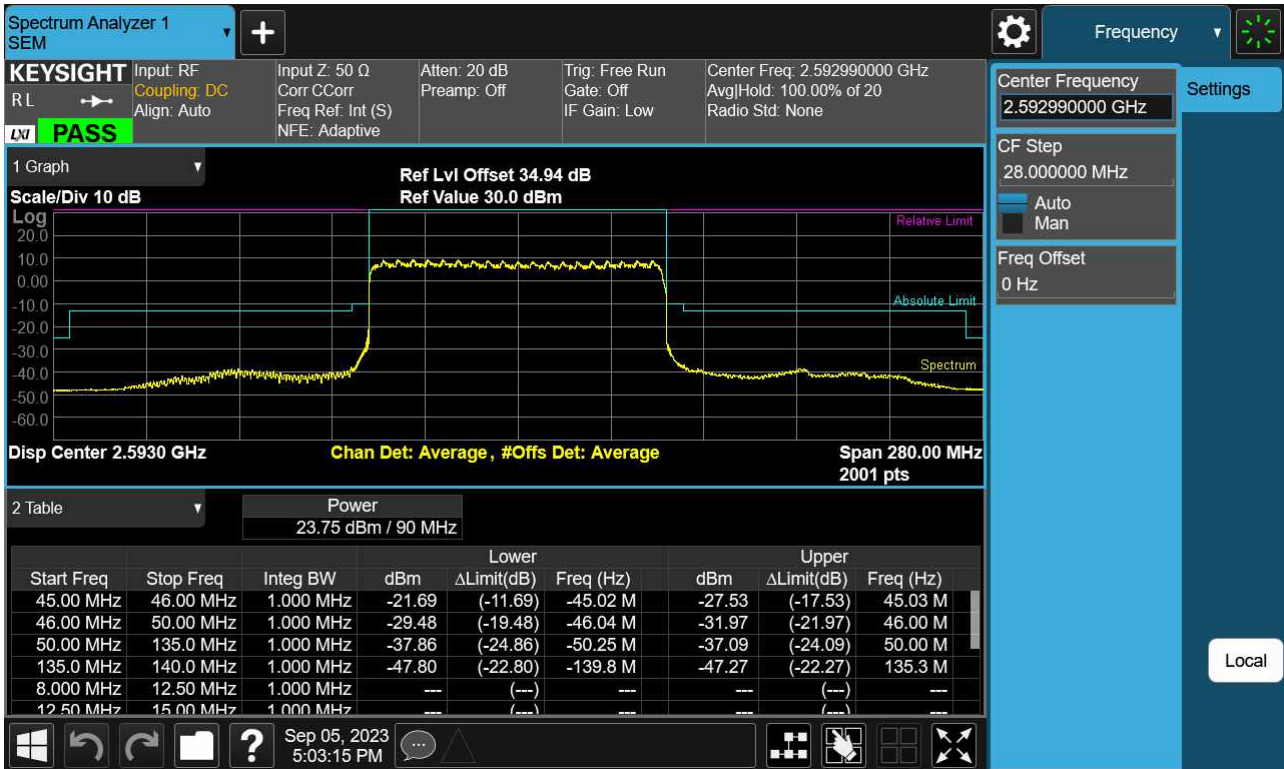 Spectrum Analyzer 1
SEM
Frequency
KEYSIGHT
R L
LXI
PASS
Input: RF
Coupling: DC
Align: Auto
Input Z: 50 Ω
Corr CCorr
Freq Ref: Int (S)
NFE: Adaptive
Atten: 20 dB
Preamp: Off
Trig: Free Run
Gate: Off
IF Gain: Low
Center Freq: 2.592990000 GHz
Avg|Hold: 100.00% of 20
Radio Std: None
Center Frequency
2.592990000 GHz
Settings
CF Step
28.000000 MHz
Auto
Man
Freq Offset
0 Hz
Local
1 Graph
Scale/Div 10 dB
Ref Lvl Offset 34.94 dB
Ref Value 30.0 dBm
Log
20.0
10.0
0.00
-10.0
-20.0
-30.0
-40.0
-50.0
-60.0
Relative Limit
Absolute Limit
Spectrum
Disp Center 2.5930 GHz
Chan Det: Average , #Offs Det: Average
Span 280.00 MHz
2001 pts
2 Table
Power
23.75 dBm / 90 MHz
Lower Upper
Start Freq Stop Freq Integ BW dBm ΔLimit(dB) Freq (Hz) dBm ΔLimit(dB) Freq (Hz)
45.00 MHz 46.00 MHz 1.000 MHz -21.69 (-11.69) -45.02 M -27.53 (-17.53) 45.03 M
46.00 MHz 50.00 MHz 1.000 MHz -29.48 (-19.48) -46.04 M -31.97 (-21.97) 46.00 M
50.00 MHz 135.0 MHz 1.000 MHz -37.86 (-24.86) -50.25 M -37.09 (-24.09) 50.00 M
135.0 MHz 140.0 MHz 1.000 MHz -47.80 (-22.80) -139.8 M -47.27 (-22.27) 135.3 M
8.000 MHz 12.50 MHz 1.000 MHz --- (---) --- --- (---) ---
12.50 MHz 15.00 MHz 1.000 MHz --- (---) --- --- (---) ---
Sep 05, 2023
5:03:15 PM